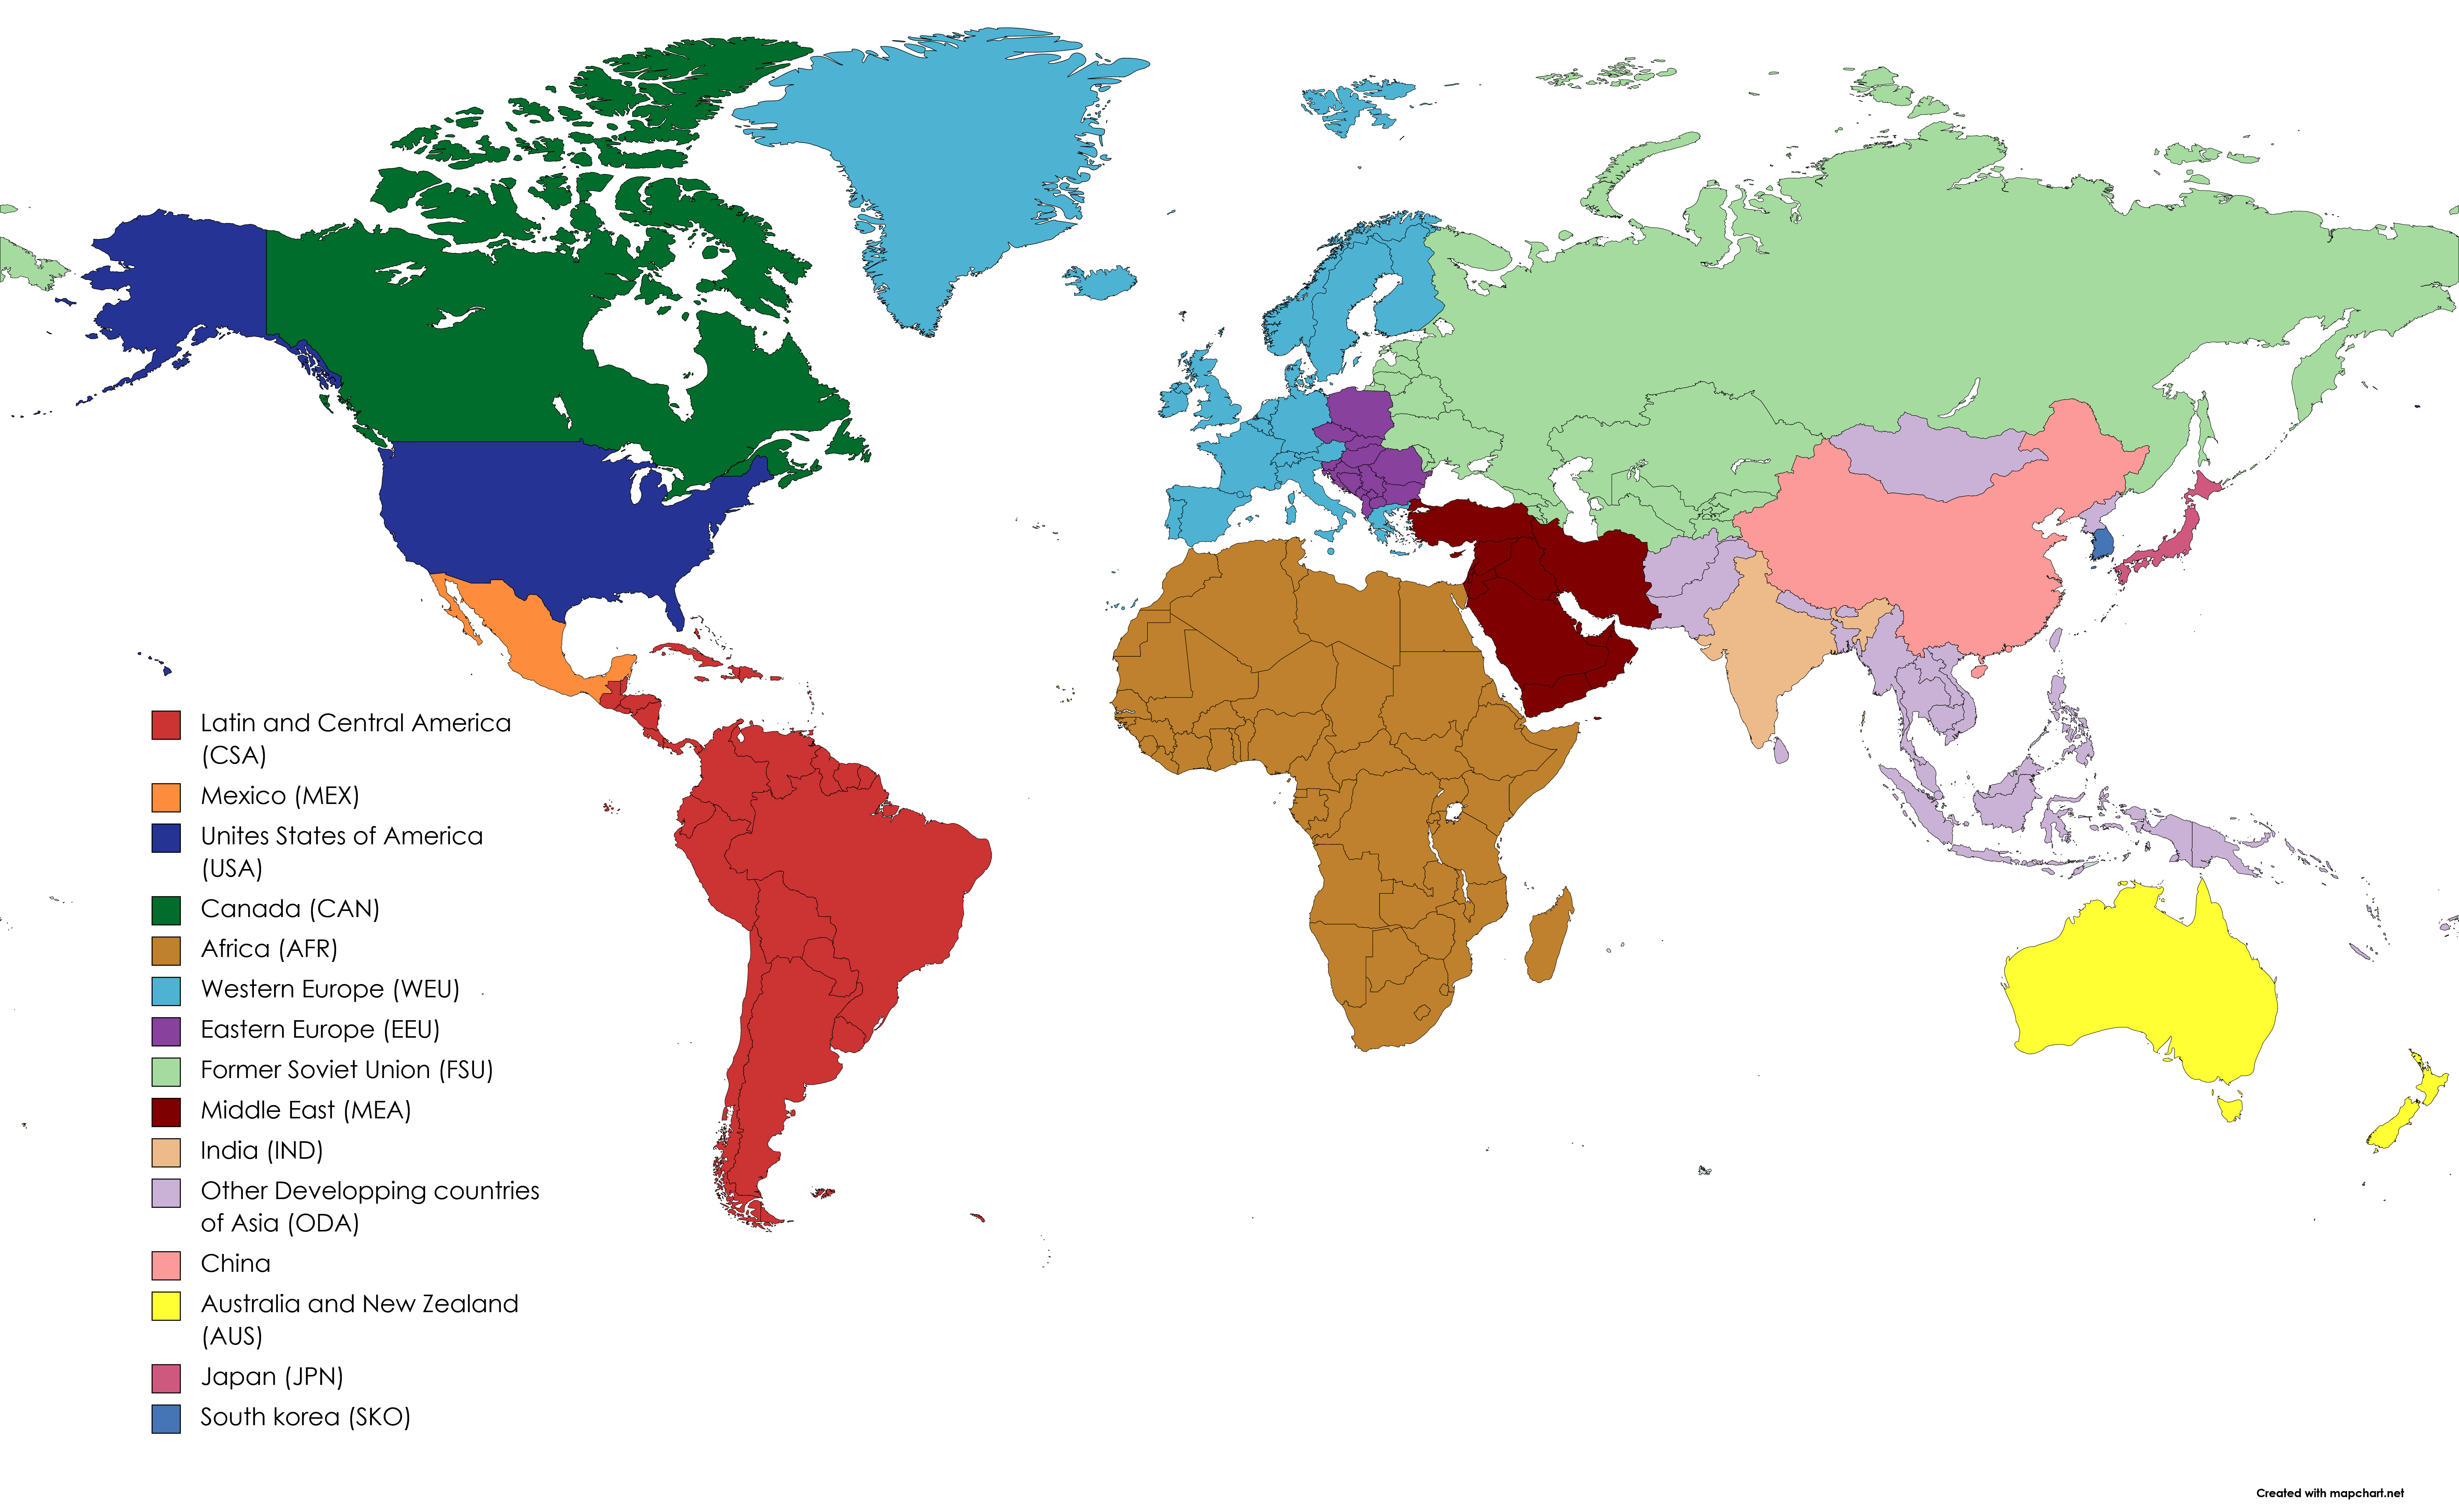 Latin and Central America
(CSA)
Mexico (MEX)
Unites States of America
(USA)
Canada (CAN)
Africa (AFR)
Western Europe (WEU)
Eastern Europe (EEU)
Former Soviet Union (FSU)
Middle East (MEA)
India (IND)
Other Developping countries
of Asia (ODA)
China
Australia and New Zealand
(AUS)
Japan (JPN)
South korea (SKO)
Created with mapchart.net